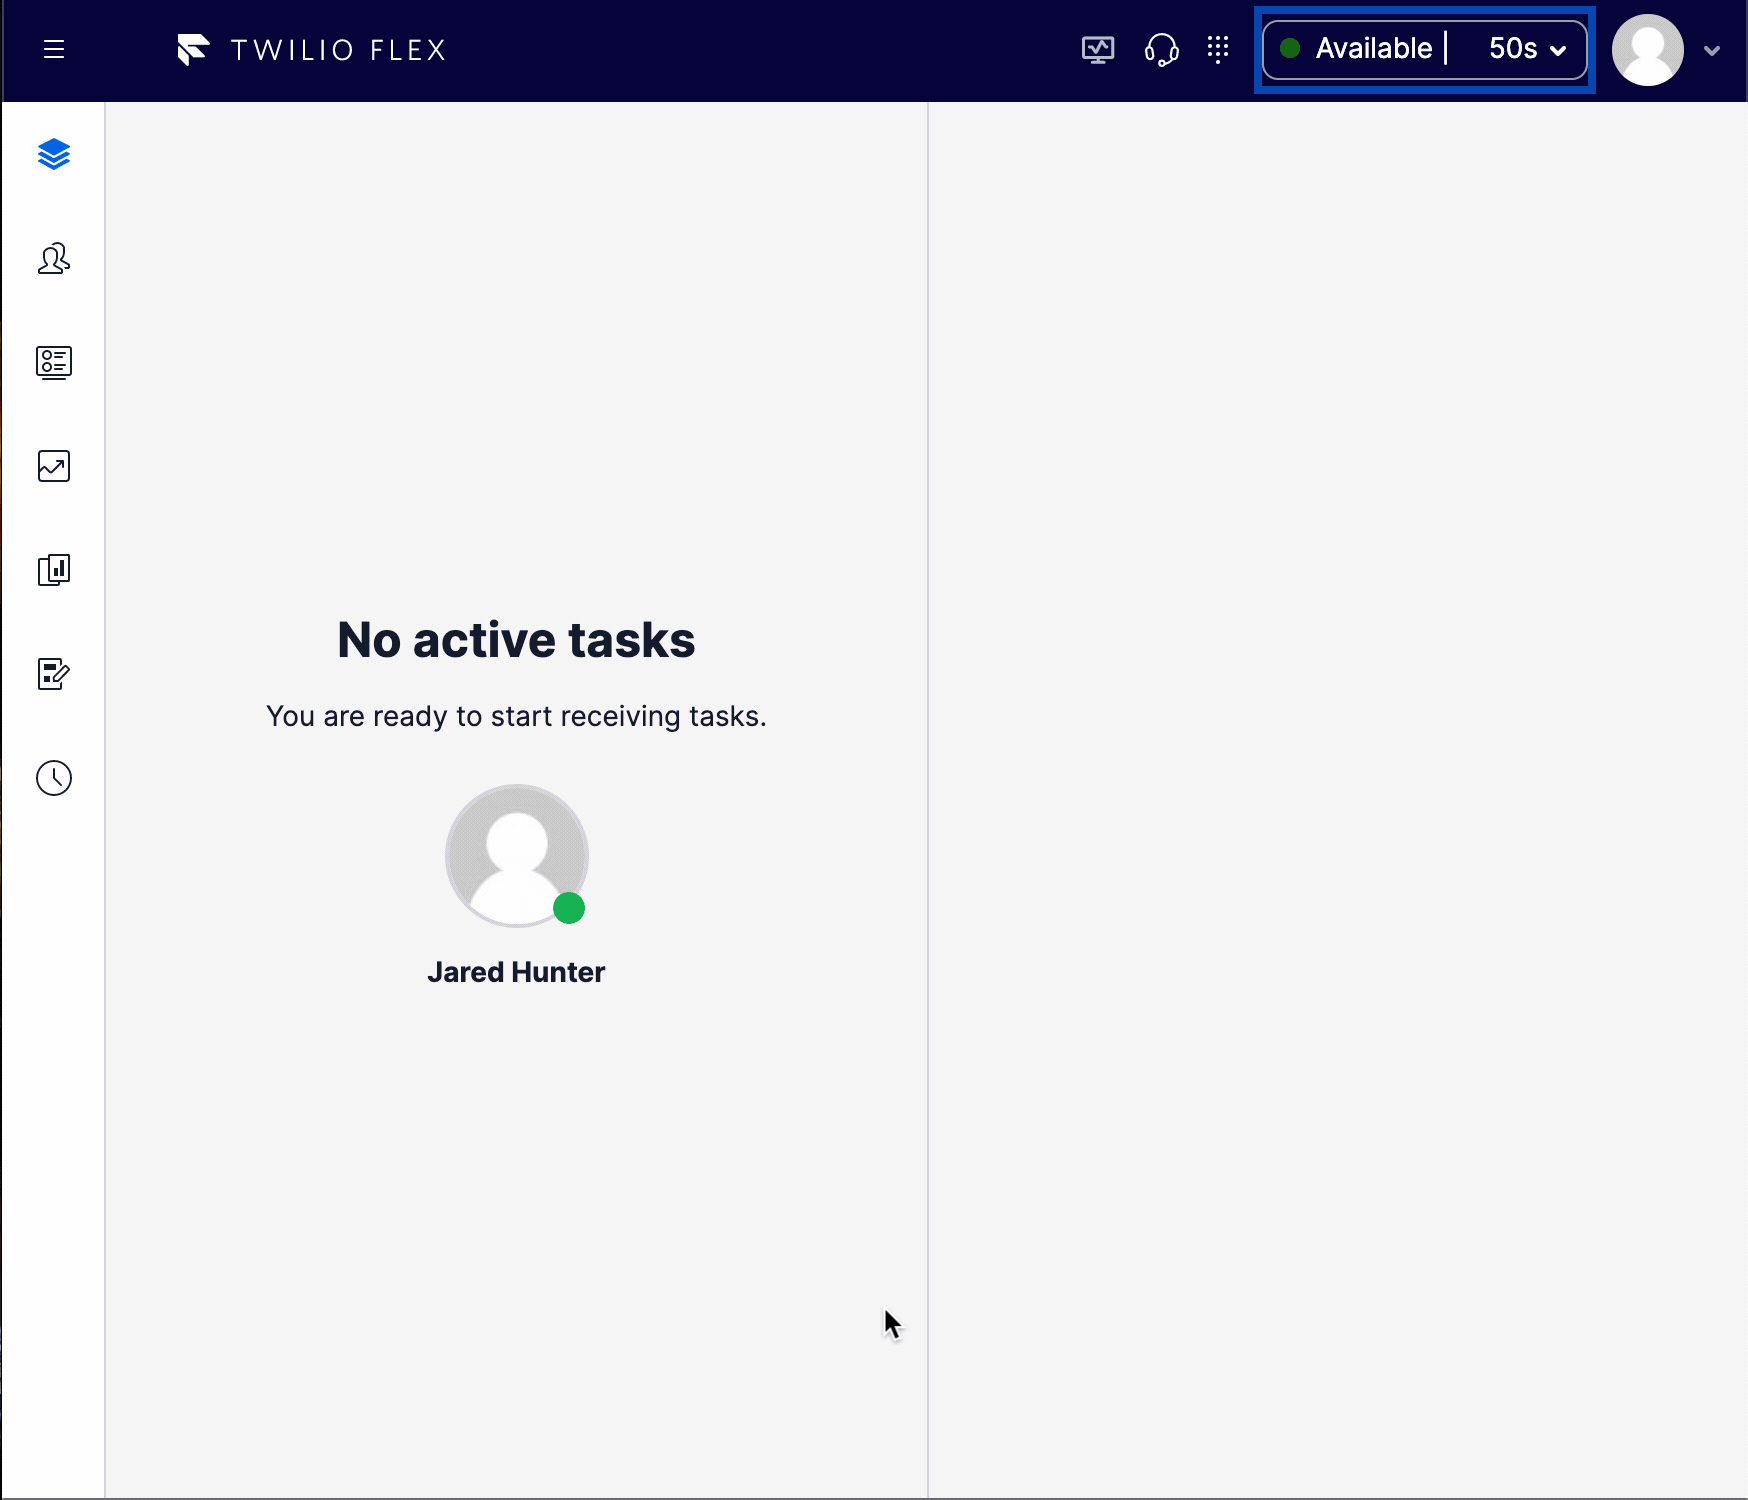 TWILIO FLEX
Available | 50s
No active tasks
You are ready to start receiving tasks.
Jared Hunter